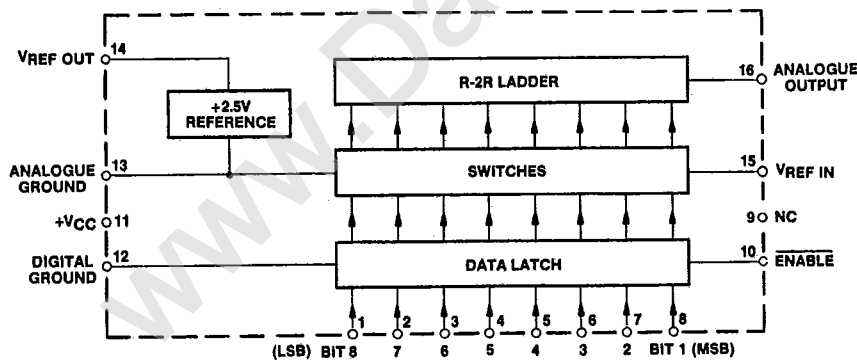 VREF OUT
14
+2.5V
REFERENCE
R-2R LADDER
16
ANALOGUE
OUTPUT
ANALOGUE
GROUND
13
SWITCHES
15
VREF IN
+VCC
11
9
NC
DIGITAL
GROUND
12
DATA LATCH
10
ENABLE
1 2 3 4 5 6 7 8
(LSB) BIT 8 7 6 5 4 3 2 BIT 1 (MSB)
www.Da